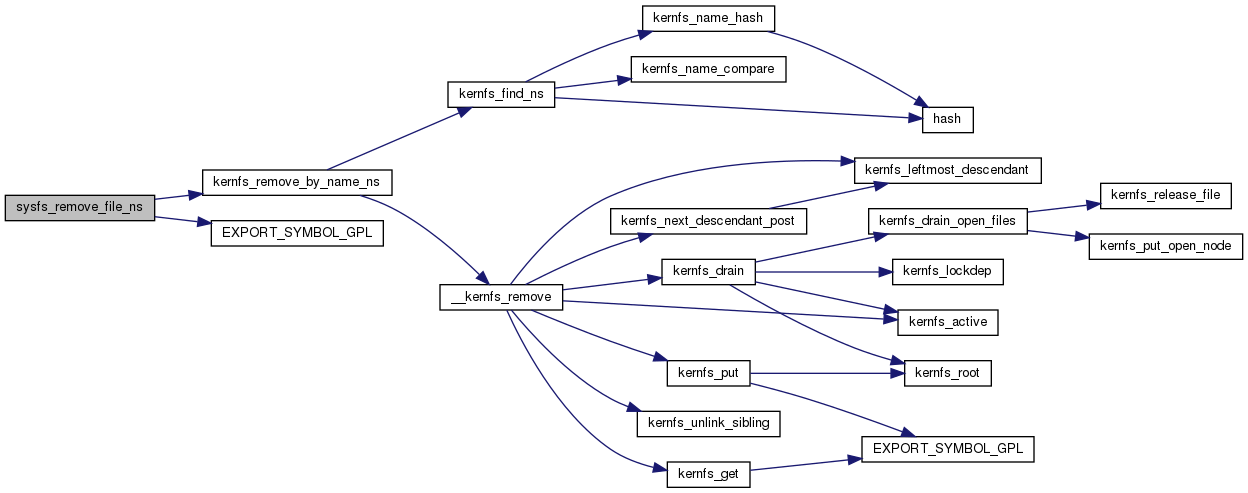 sysfs_remove_file_ns
kernfs_remove_by_name_ns
EXPORT_SYMBOL_GPL
kernfs_find_ns
__kernfs_remove
kernfs_name_hash
kernfs_name_compare
hash
kernfs_leftmost_descendant
kernfs_next_descendant_post
kernfs_drain
kernfs_put
kernfs_unlink_sibling
kernfs_get
kernfs_drain_open_files
kernfs_lockdep
kernfs_active
kernfs_root
EXPORT_SYMBOL_GPL
kernfs_release_file
kernfs_put_open_node